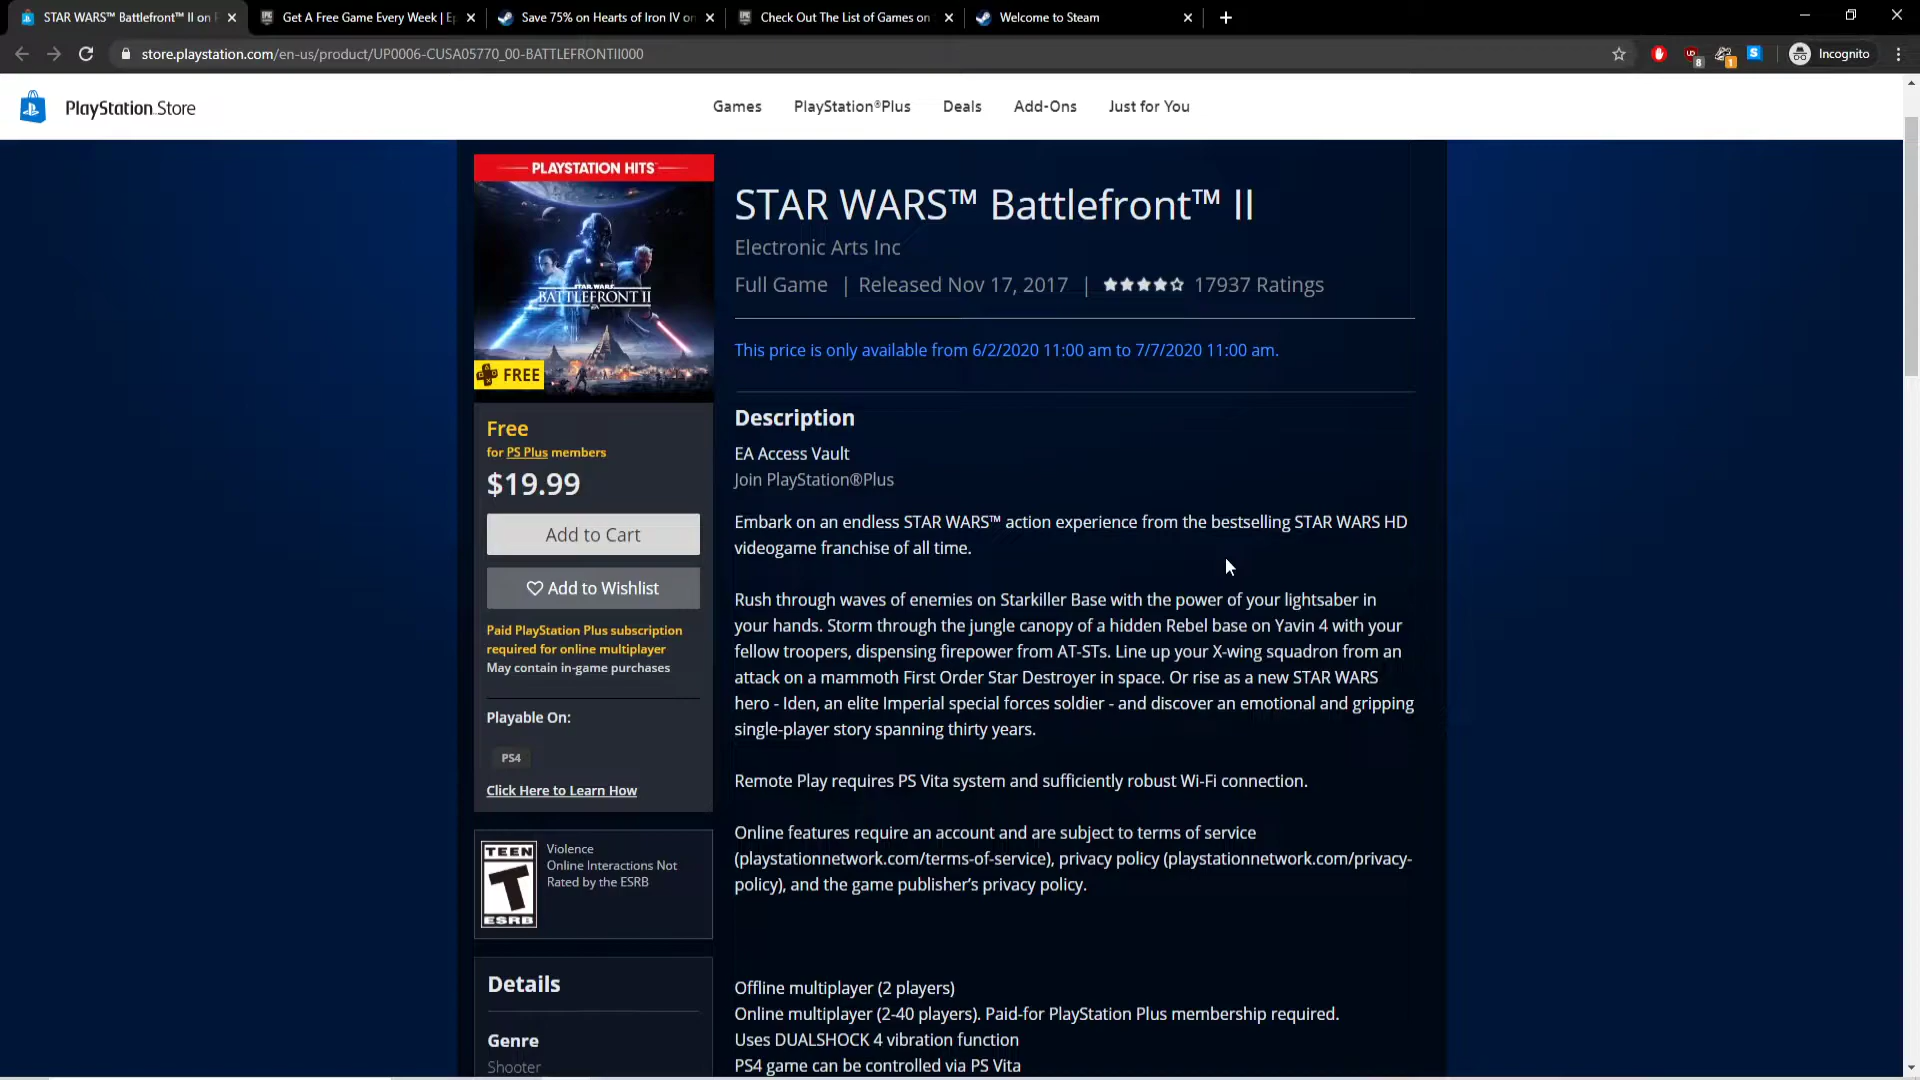 STAR WARS™ Battlefront™ II on
Get A Free Game Every Week | Ep
Save 75% on Hearts of Iron IV on
Check Out The List of Games on
Welcome to Steam
store.playstation.com/en-us/product/UP0006-CUSA05770_00-BATTLEFRONTII000
8
1
S
Incognito
PlayStation Store
Games
PlayStation®Plus
Deals
Add-Ons
Just for You
PLAYSTATION HITS
STAR WARS
BATTLEFRONT II
FREE
Free
for PS Plus members
$19.99
Add to Cart
Add to Wishlist
Paid PlayStation Plus subscription
required for online multiplayer
May contain in-game purchases
Playable On:
PS4
Click Here to Learn How
TEEN
T
ESRB
Violence
Online Interactions Not
Rated by the ESRB
Details
Genre
Shooter
STAR WARS™ Battlefront™ II
Electronic Arts Inc
Full Game | Released Nov 17, 2017 | 17937 Ratings
This price is only available from 6/2/2020 11:00 am to 7/7/2020 11:00 am.
Description
EA Access Vault
Join PlayStation®Plus
Embark on an endless STAR WARS™ action experience from the bestselling STAR WARS HD
videogame franchise of all time.
Rush through waves of enemies on Starkiller Base with the power of your lightsaber in
your hands. Storm through the jungle canopy of a hidden Rebel base on Yavin 4 with your
fellow troopers, dispensing firepower from AT-STs. Line up your X-wing squadron from an
attack on a mammoth First Order Star Destroyer in space. Or rise as a new STAR WARS
hero - Iden, an elite Imperial special forces soldier - and discover an emotional and gripping
single-player story spanning thirty years.
Remote Play requires PS Vita system and sufficiently robust Wi-Fi connection.
Online features require an account and are subject to terms of service
(playstationnetwork.com/terms-of-service), privacy policy (playstationnetwork.com/privacy-
policy), and the game publisher’s privacy policy.
Offline multiplayer (2 players)
Online multiplayer (2-40 players). Paid-for PlayStation Plus membership required.
Uses DUALSHOCK 4 vibration function
PS4 game can be controlled via PS Vita